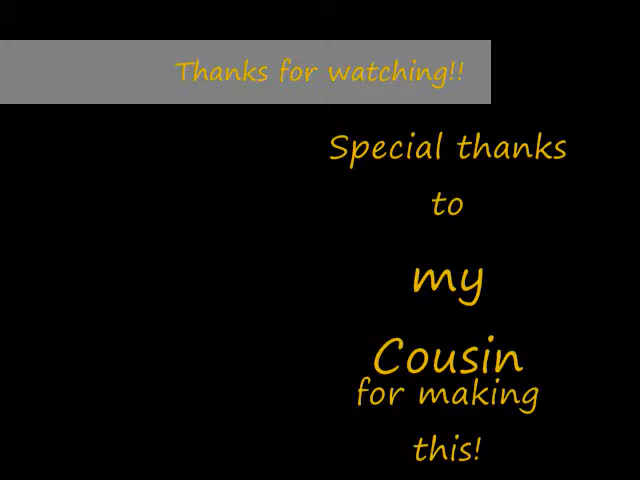 Thanks for watching!!
Special thanks
to
my
Cousin
for making
this!